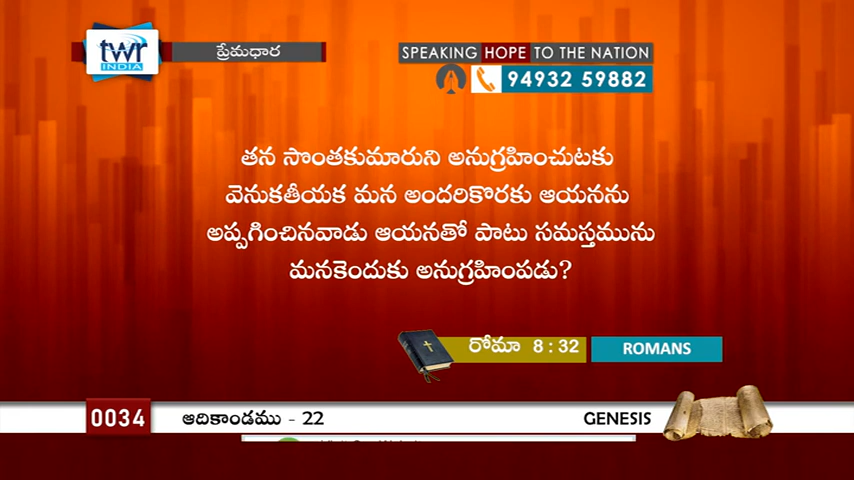 twr
INDIA
ప్రేమధార
SPEAKING HOPE TO THE NATION
94932 59882
తన సొంతకుమారుని అనుగ్రహించుటకు
వెనుకతీయక మన అందరికొరకు ఆయనను
అప్పగించినవాడు ఆయనతో పాటు సమస్తమును
మనకెందుకు అనుగ్రహింపడు?
రోమా 8 : 32 ROMANS
0034 ఆదికాండము - 22 GENESIS